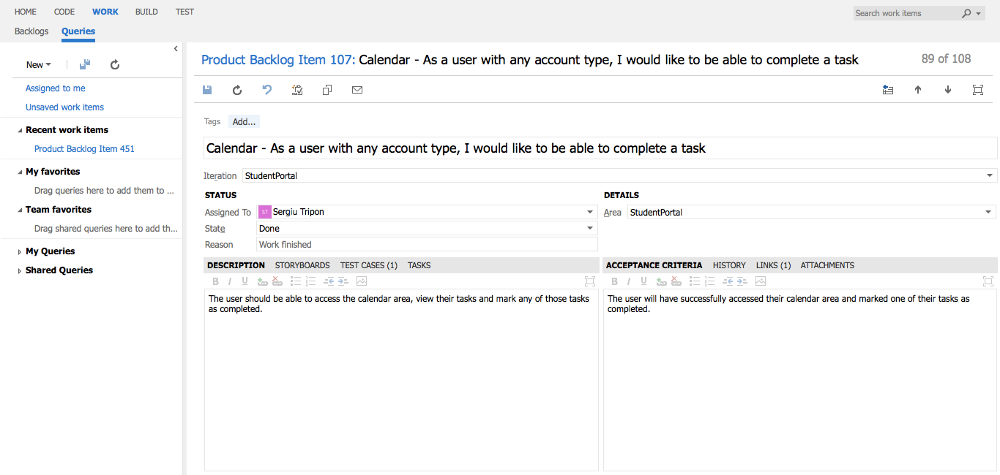 HOME CODE WORK BUILD TEST
Search work items
Backlogs Queries
New
Assigned to me
Unsaved work items
Recent work items
Product Backlog Item 451
My favorites
Drag queries here to add them to ...
Team favorites
Drag shared queries here to add th...
My Queries
Shared Queries
Product Backlog Item 107: Calendar - As a user with any account type, I would like to be able to complete a task
89 of 108
Tags Add...
Calendar - As a user with any account type, I would like to be able to complete a task
Iteration StudentPortal
STATUS
Assigned To ST Sergiu Tripon
State Done
Reason Work finished
DETAILS
Area StudentPortal
DESCRIPTION STORYBOARDS TEST CASES (1) TASKS
B I U
The user should be able to access the calendar area, view their tasks and mark any of those tasks
as completed.
ACCEPTANCE CRITERIA HISTORY LINKS (1) ATTACHMENTS
B I U
The user will have successfully accessed their calendar area and marked one of their tasks as
completed.